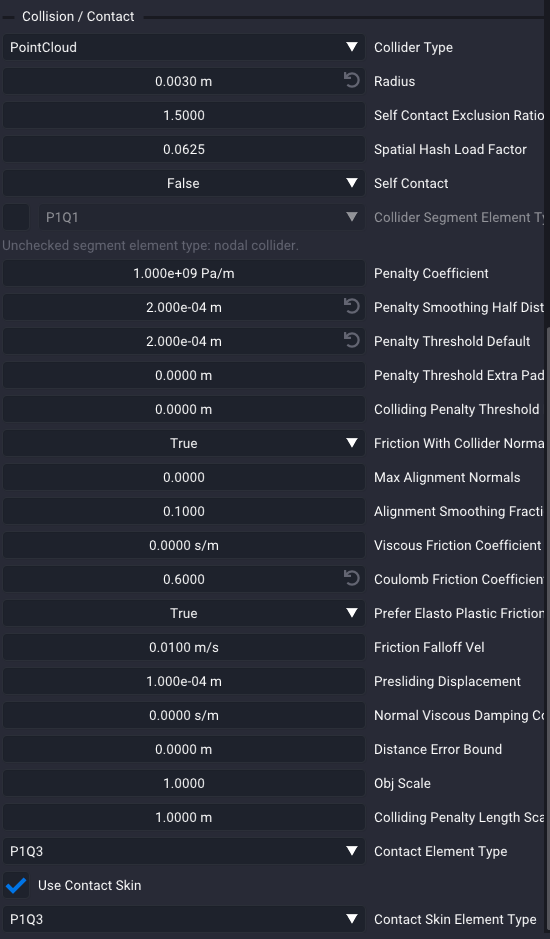 Collision / Contact
PointCloud Collider Type
0.0030 m Radius
1.5000 Self Contact Exclusion Ratio
0.0625 Spatial Hash Load Factor
False Self Contact
P1Q1 Collider Segment Element Ty
Unchecked segment element type: nodal collider.
1.000e+09 Pa/m Penalty Coefficient
2.000e-04 m Penalty Smoothing Half Dist
2.000e-04 m Penalty Threshold Default
0.0000 m Penalty Threshold Extra Pad
0.0000 m Colliding Penalty Threshold
True Friction With Collider Norma
0.0000 Max Alignment Normals
0.1000 Alignment Smoothing Fracti
0.0000 s/m Viscous Friction Coefficient
0.6000 Coulomb Friction Coefficien
True Prefer Elasto Plastic Friction
0.0100 m/s Friction Falloff Vel
1.000e-04 m Presliding Displacement
0.0000 s/m Normal Viscous Damping Co
0.0000 m Distance Error Bound
1.0000 Obj Scale
1.0000 m Colliding Penalty Length Sca
P1Q3 Contact Element Type
Use Contact Skin
P1Q3 Contact Skin Element Type